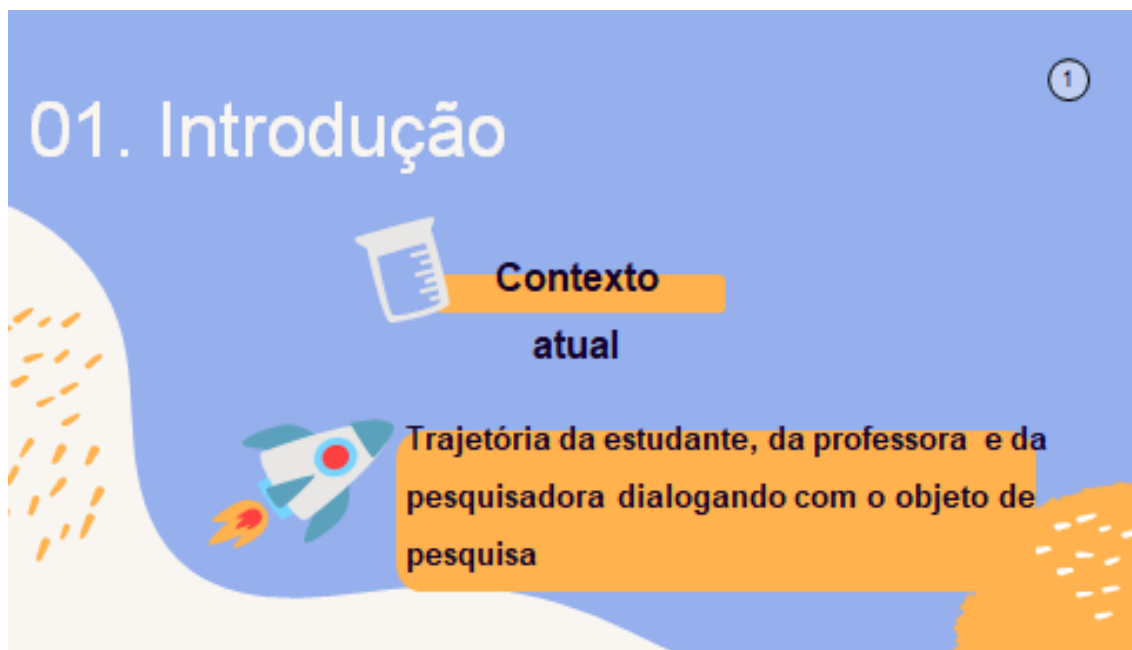 1
01. Introdução
Contexto
atual
Trajetória da estudante, da professora e da
pesquisadora dialogando com o objeto de
pesquisa